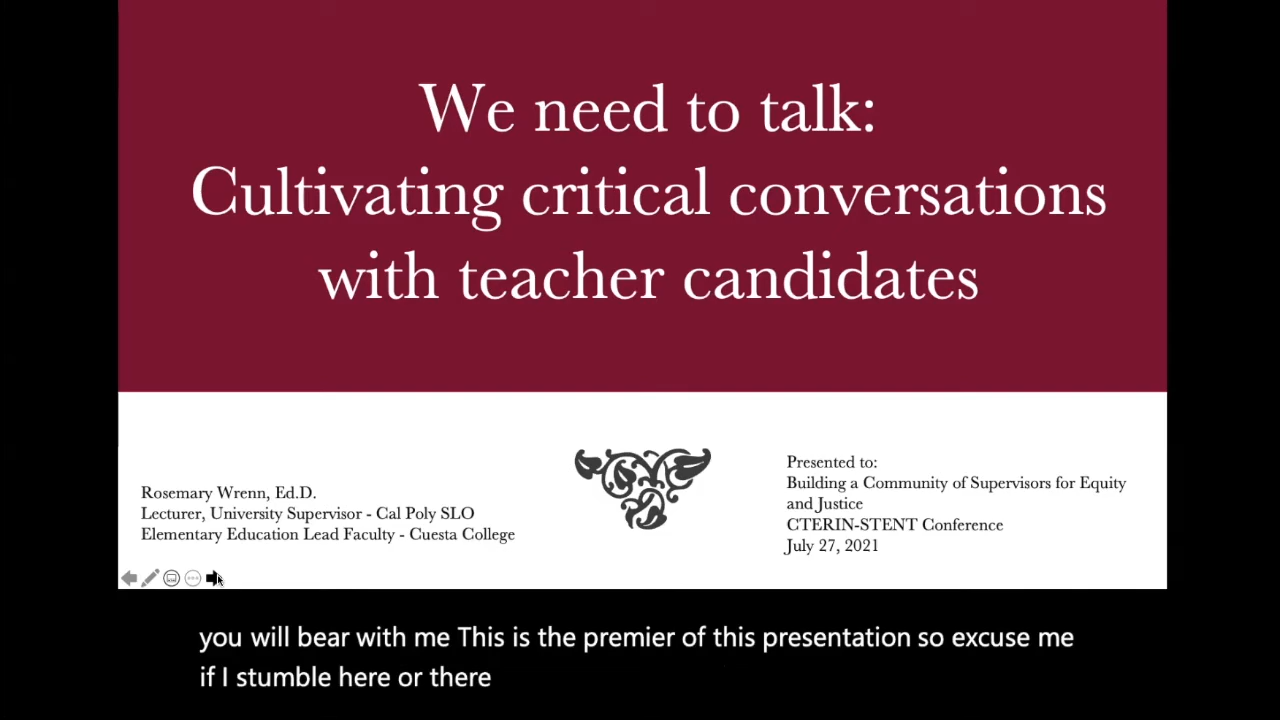 We need to talk:
Cultivating critical conversations
with teacher candidates
Rosemary Wrenn, Ed.D.
Lecturer, University Supervisor - Cal Poly SLO
Elementary Education Lead Faculty - Cuesta College
Presented to:
Building a Community of Supervisors for Equity
and Justice
CTERIN-STENT Conference
July 27, 2021
you will bear with me This is the premier of this presentation so excuse me
if I stumble here or there